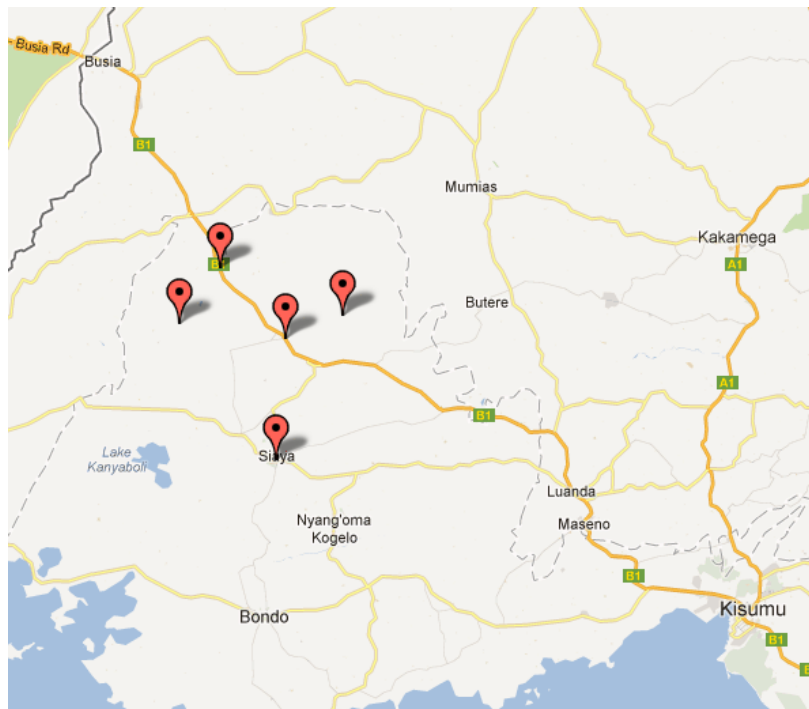 Busia Rd
Busia
B1
Mumias
Kakamega
B1
A1
Butere
A1
B1
Lake
Kanyaboli
Siaya
Luanda
Nyang'oma
Kogelo
Maseno
B1
Kisumu
Bondo
B1